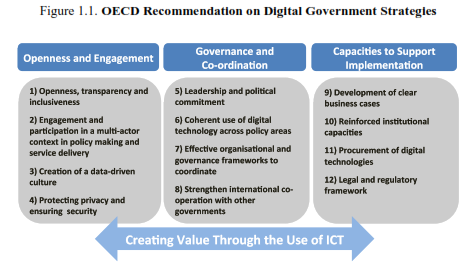 Figure 1.1. OECD Recommendation on Digital Government Strategies
Openness and Engagement
1) Openness, transparency and
inclusiveness
2) Engagement and
participation in a multi-actor
context in policy making and
service delivery
3) Creation of a data-driven
culture
4) Protecting privacy and
ensuring security
Governance and
Co-ordination
5) Leadership and political
commitment
6) Coherent use of digital
technology across policy areas
7) Effective organisational and
governance frameworks to
coordinate
8) Strengthen international co-
operation with other
governments
Capacities to Support
Implementation
9) Development of clear
business cases
10) Reinforced institutional
capacities
11) Procurement of digital
technologies
12) Legal and regulatory
framework
Creating Value Through the Use of ICT